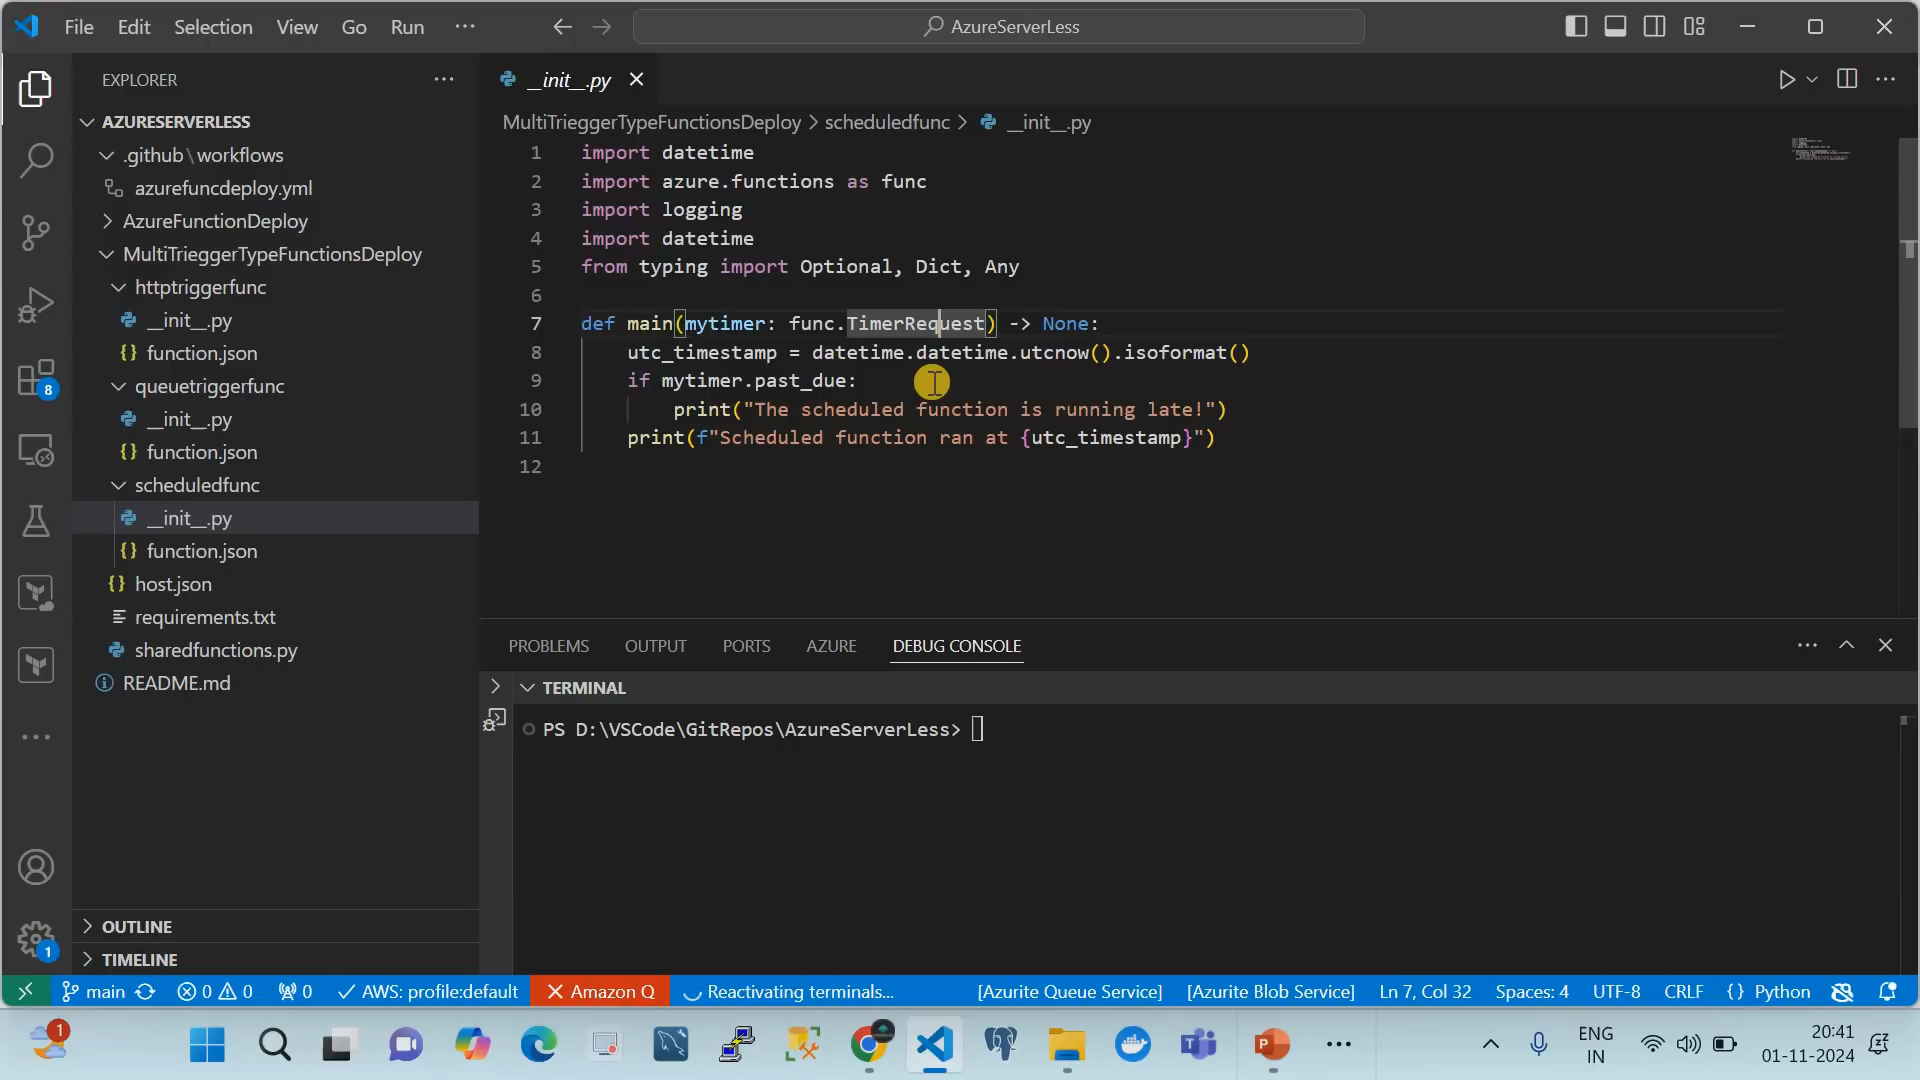 File Edit Selection View Go Run ···
AzureServerLess
EXPLORER
AZURESERVERLESS
.github\workflows
azurefuncdeploy.yml
AzureFunctionDeploy
MultiTrieggerTypeFunctionsDeploy
httptriggerfunc
__init__.py
{} function.json
queuetriggerfunc
__init__.py
{} function.json
scheduledfunc
__init__.py
{} function.json
{} host.json
requirements.txt
sharedfunctions.py
README.md
OUTLINE
TIMELINE
8
1
__init__.py
MultiTrieggerTypeFunctionsDeploy > scheduledfunc > __init__.py
1 import datetime
2 import azure.functions as func
3 import logging
4 import datetime
5 from typing import Optional, Dict, Any
6
7 def main(mytimer: func.TimerRequest) -> None:
8 utc_timestamp = datetime.datetime.utcnow().isoformat()
9 if mytimer.past_due:
10 print("The scheduled function is running late!")
11 print(f"Scheduled function ran at {utc_timestamp}")
12
PROBLEMS OUTPUT PORTS AZURE DEBUG CONSOLE
TERMINAL
PS D:\VSCode\GitRepos\AzureServerLess>
main 0 0 0 AWS: profile:default Amazon Q Reactivating terminals... [Azurite Queue Service] [Azurite Blob Service] Ln 7, Col 32 Spaces: 4 UTF-8 CRLF {} Python
1
P
ENG
IN
20:41
01-11-2024